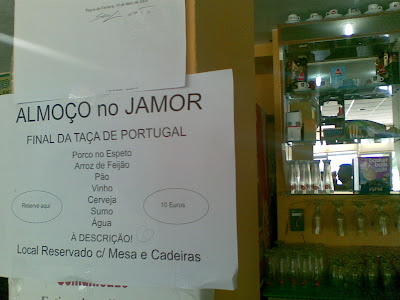 ALMOÇO no JAMOR
FINAL DA TAÇA DE PORTUGAL
Porco no Espeto
Arroz de Feijão
Pão
Vinho
Cerveja
Sumo
Água
Reserve aqui
10 Euros
À DESCRIÇÃO!
Local Reservado c/ Mesa e Cadeiras